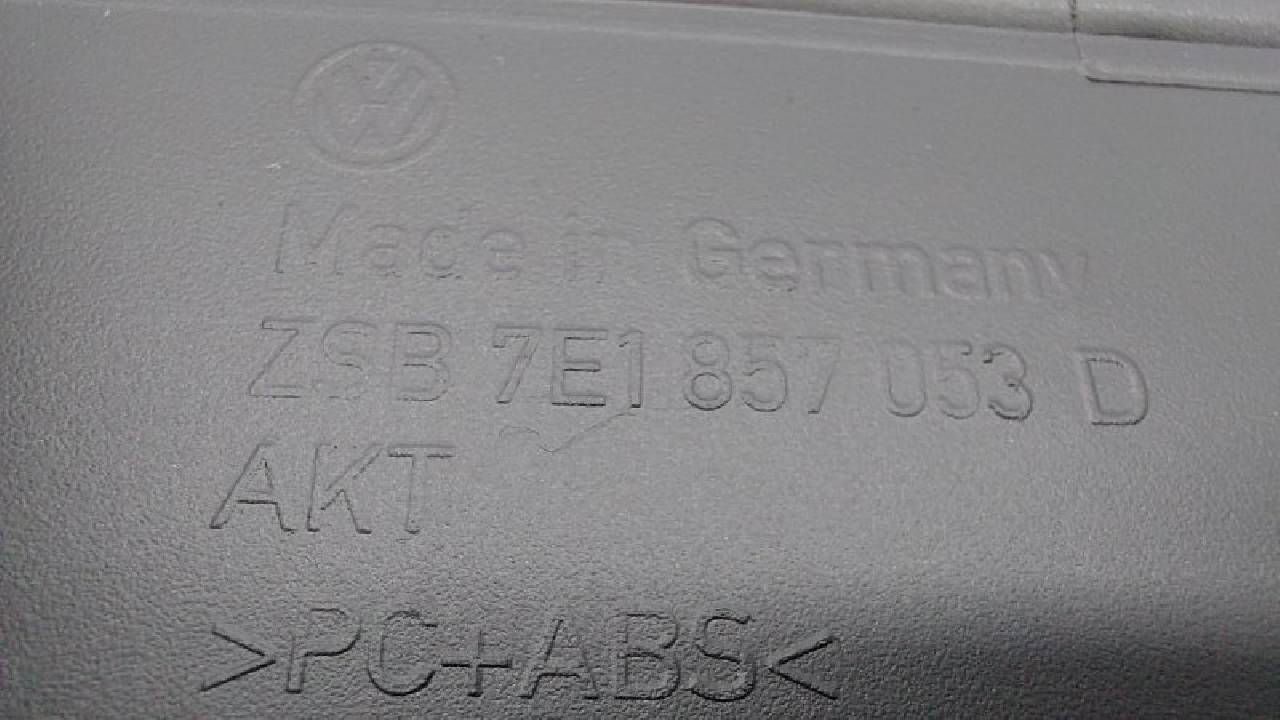 Made in Germany
ZSB 7E1 857 053 D
AKT
>PC+ABS<